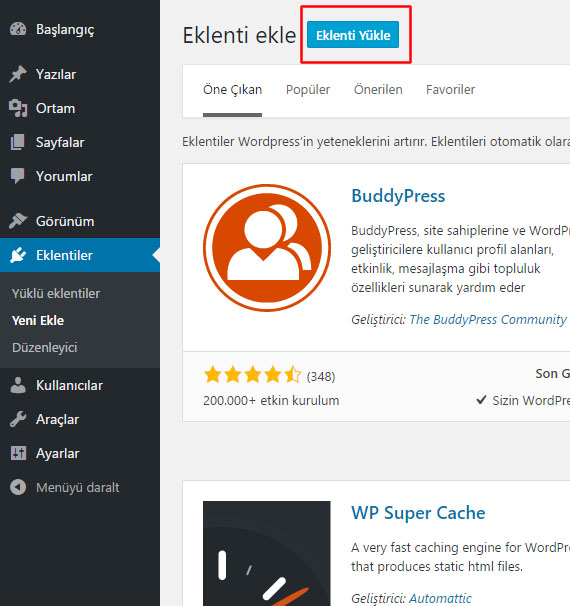 Başlangıç
Yazılar
Ortam
Sayfalar
Yorumlar
Görünüm
Eklentiler
Yüklü eklentiler
Yeni Ekle
Düzenleyici
Kullanıcılar
Araçlar
Ayarlar
Menüyü daralt
Eklenti ekle
Eklenti Yükle
Öne Çıkan Popüler Önerilen Favoriler
Eklentiler Wordpress'in yeteneklerini artırır. Eklentileri otomatik olara
BuddyPress
BuddyPress, site sahiplerine ve WordPr
geliştiricilere kullanıcı profil alanları,
etkinlik, mesajlaşma gibi topluluk
özellikleri sunarak yardım eder
Geliştirici: The BuddyPress Community
(348)
200.000+ etkin kurulum
Son G
Sizin WordPre
WP Super Cache
A very fast caching engine for WordPre
that produces static html files.
Geliştirici: Automattic